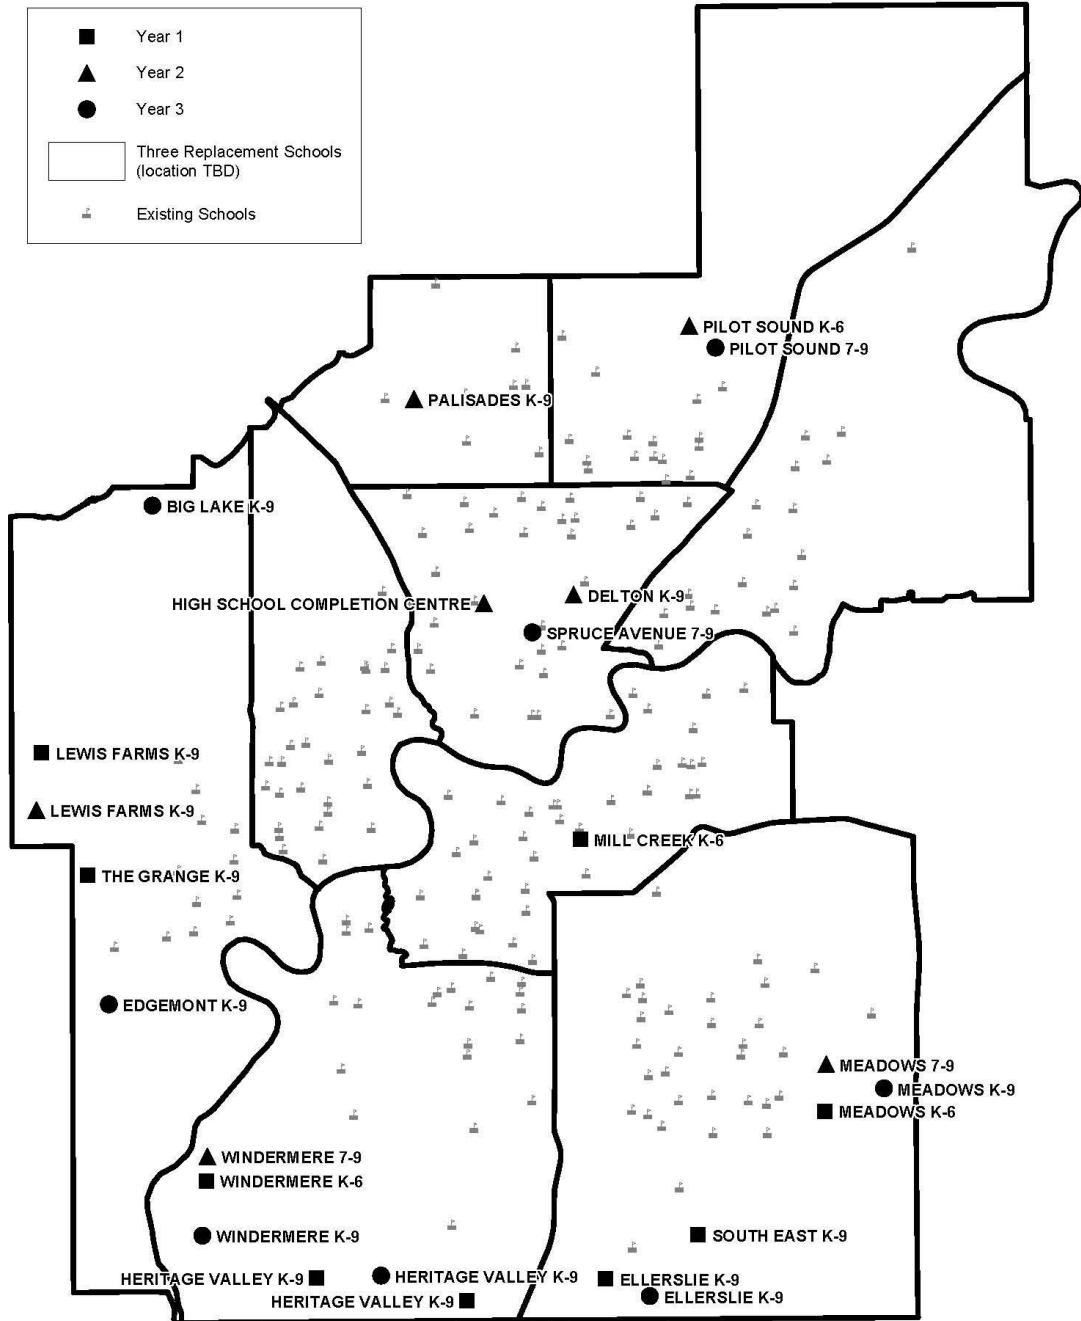 Year 1
Year 2
Year 3
Three Replacement Schools
(location TBD)
Existing Schools
PILOT SOUND K-6
PILOT SOUND 7-9
PALISADES K-9
BIG LAKE K-9
HIGH SCHOOL COMPLETION CENTRE
DELTON K-9
SPRUCE AVENUE 7-9
LEWIS FARMS K-9
LEWIS FARMS K-9
MILL CREEK K-6
THE GRANGE K-9
EDGEMONT K-9
MEADOWS 7-9
MEADOWS K-9
MEADOWS K-6
WINDERMERE 7-9
WINDERMERE K-6
WINDERMERE K-9
SOUTH EAST K-9
HERITAGE VALLEY K-9
HERITAGE VALLEY K-9
ELLERSLIE K-9
HERITAGE VALLEY K-9
ELLERSLIE K-9